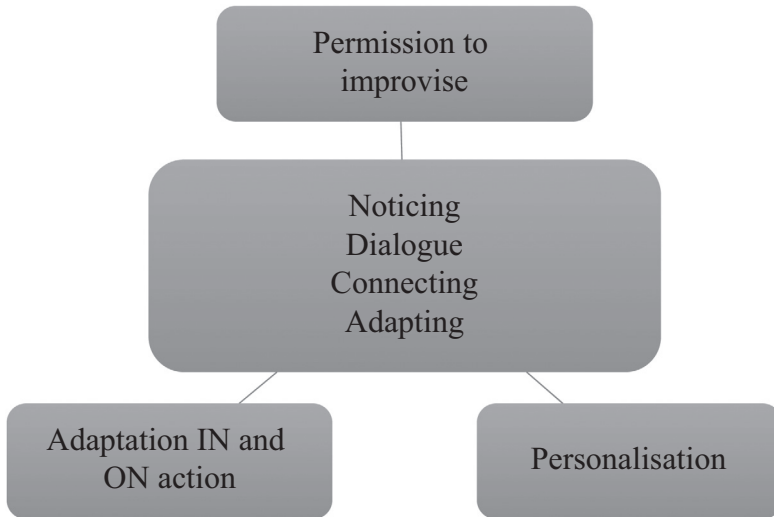 Permission to
improvise
Noticing
Dialogue
Connecting
Adapting
Adaptation IN and
ON action
Personalisation